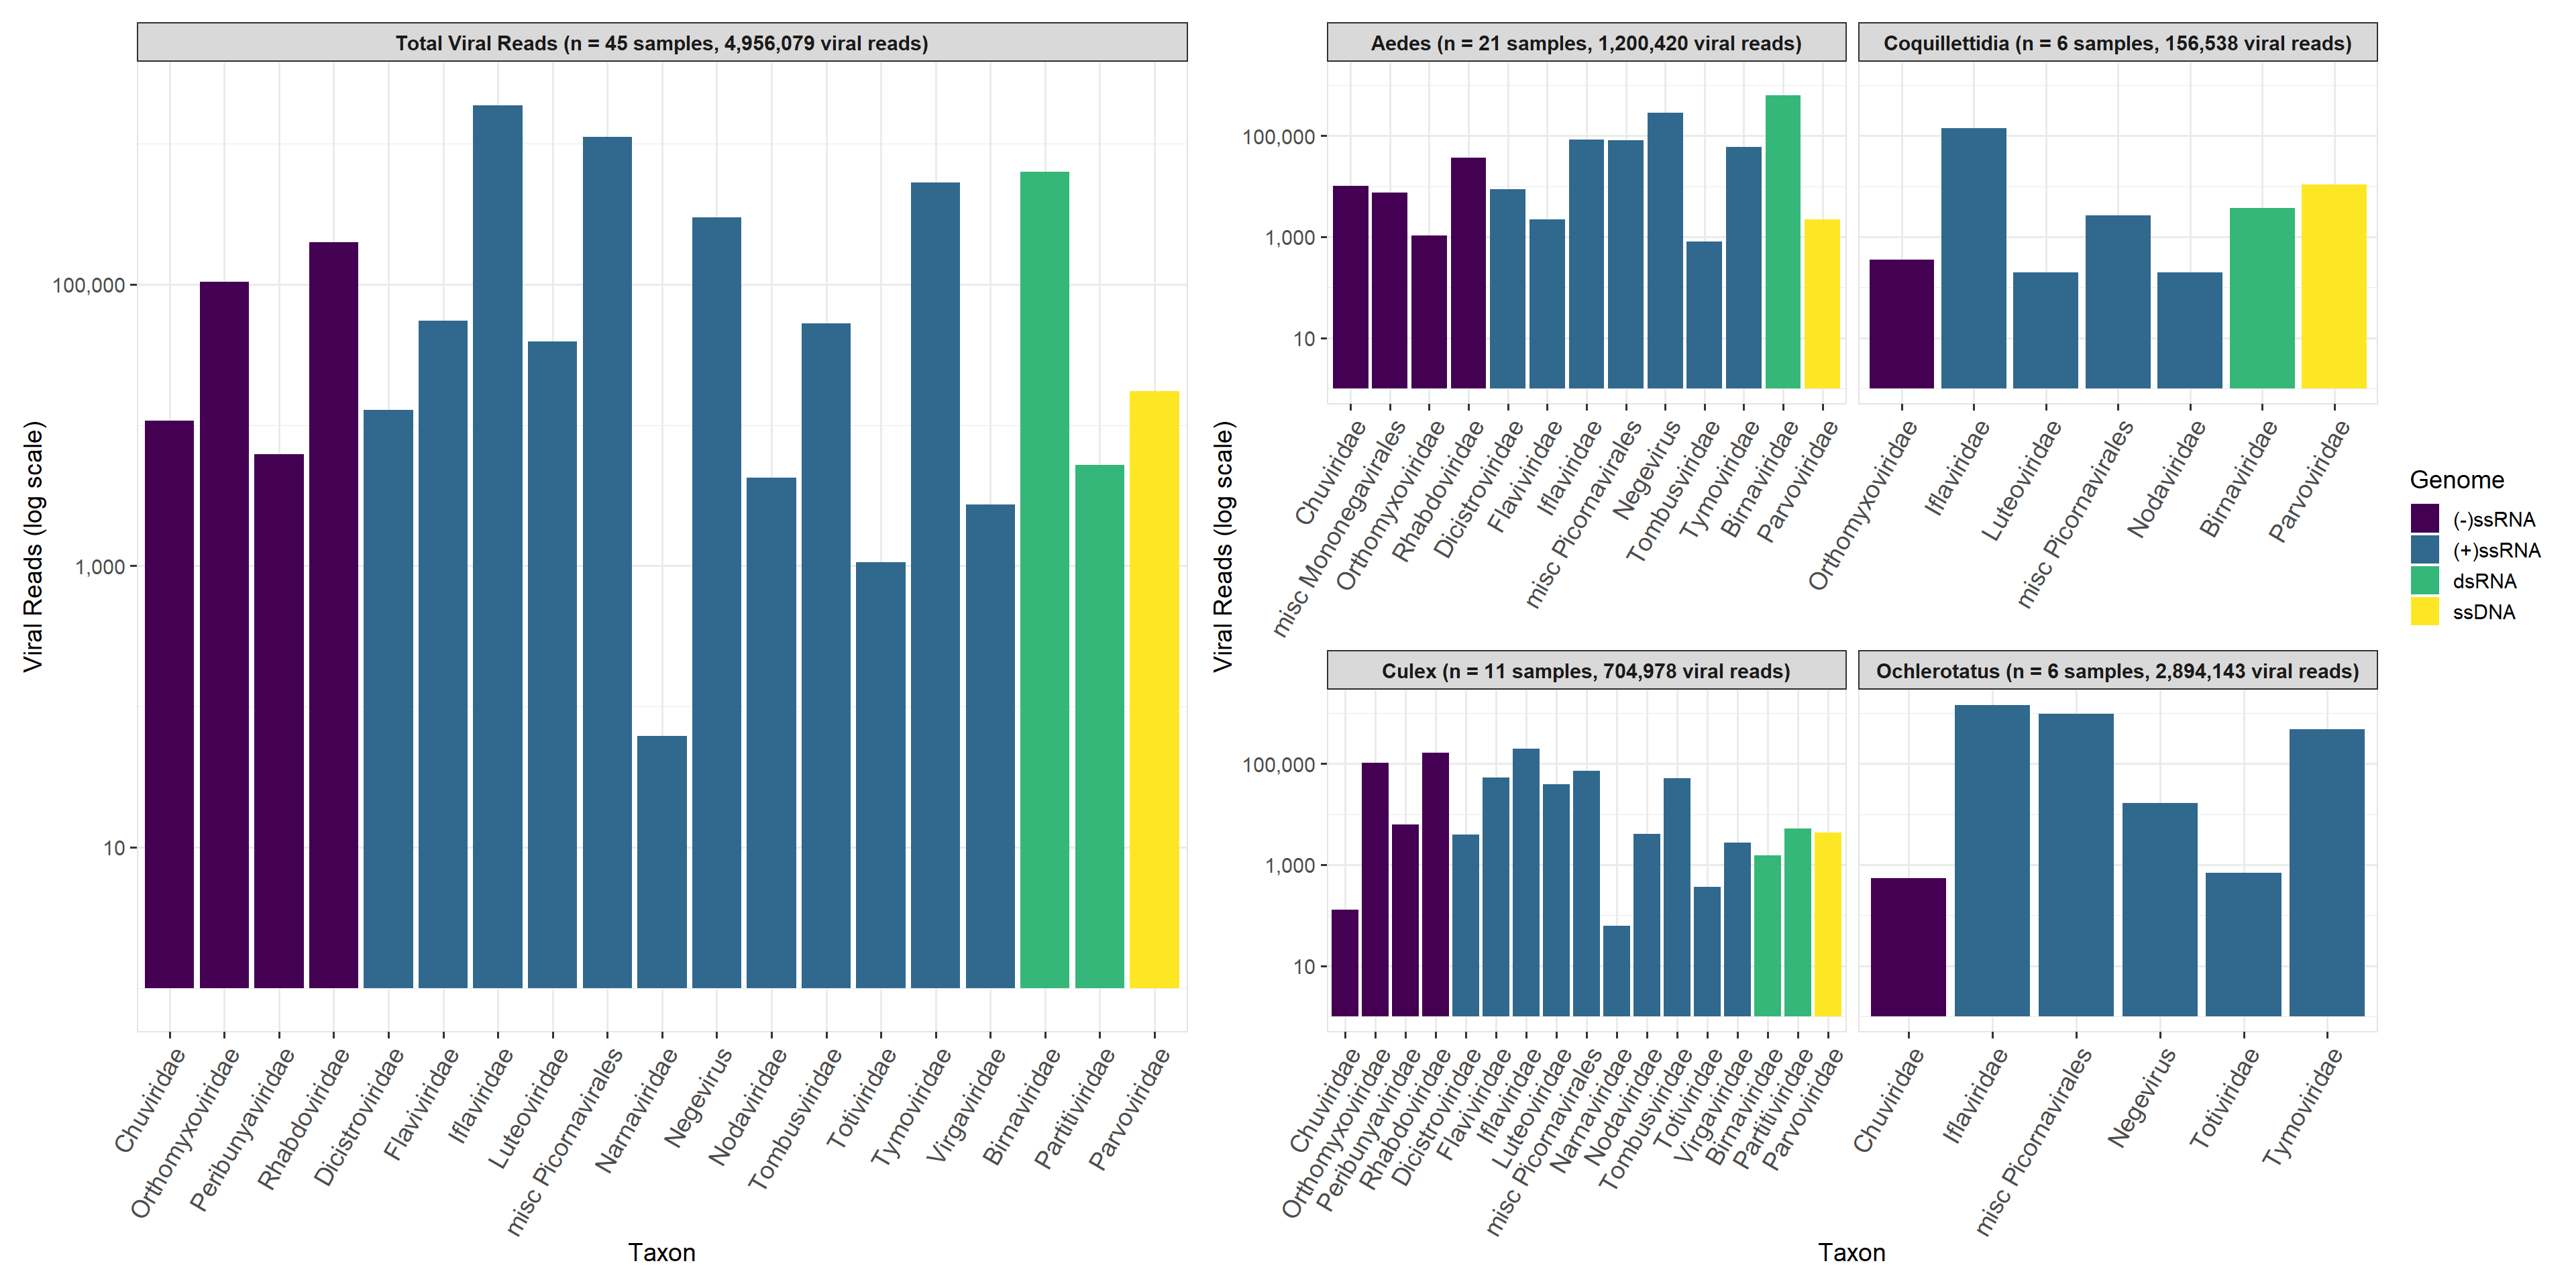 Total Viral Reads (n = 45 samples, 4,956,079 viral reads)
Viral Reads (log scale)
100,000
1,000
10
Chuviridae
Orthomyxoviridae
Peribunyaviridae
Rhabdoviridae
Dicistroviridae
Flaviviridae
Iflaviridae
Luteoviridae
misc Picornavirales
Narnaviridae
Negevirus
Nodaviridae
Tombusviridae
Totiviridae
Tymoviridae
Virgaviridae
Birnaviridae
Partitiviridae
Parvoviridae
Taxon
Viral Reads (log scale)
Aedes (n = 21 samples, 1,200,420 viral reads)
100,000
1,000
10
Chuviridae
misc Mononegavirales
Orthomyxoviridae
Rhabdoviridae
Dicistroviridae
Flaviviridae
Iflaviridae
misc Picornavirales
Negevirus
Tombusviridae
Tymoviridae
Birnaviridae
Parvoviridae
Coquillettidia (n = 6 samples, 156,538 viral reads)
Orthomyxoviridae
Iflaviridae
Luteoviridae
misc Picornavirales
Nodaviridae
Birnaviridae
Parvoviridae
Culex (n = 11 samples, 704,978 viral reads)
100,000
1,000
10
Chuviridae
Orthomyxoviridae
Peribunyaviridae
Rhabdoviridae
Dicistroviridae
Flaviviridae
Iflaviridae
Luteoviridae
misc Picornavirales
Narnaviridae
Nodaviridae
Tombusviridae
Totiviridae
Virgaviridae
Birnaviridae
Partitiviridae
Parvoviridae
Ochlerotatus (n = 6 samples, 2,894,143 viral reads)
Chuviridae
Iflaviridae
misc Picornavirales
Negevirus
Totiviridae
Tymoviridae
Taxon
Genome
(-)ssRNA
(+)ssRNA
dsRNA
ssDNA